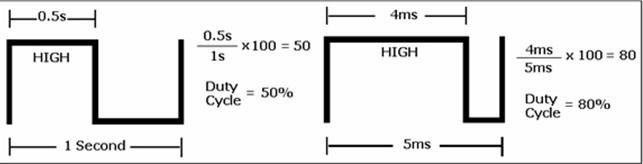 0.5s
HIGH
1 Second
0.5s
1s
×100 = 50
Duty
Cycle = 50%
4ms
HIGH
5ms
4ms
5ms
× 100 = 80
Duty
Cycle = 80%